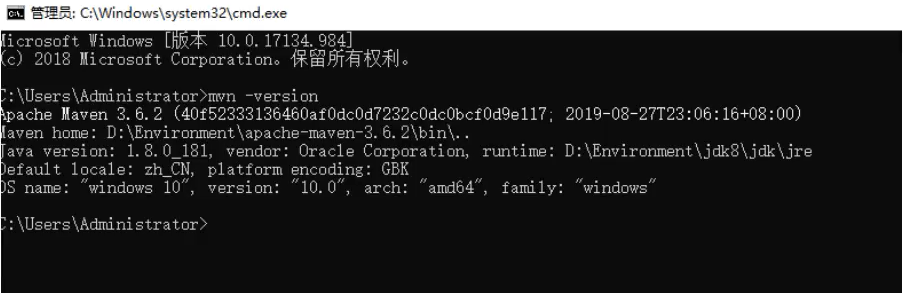 管理员: C:\Windows\system32\cmd.exe
Microsoft Windows [版本 10.0.17134.984]
(c) 2018 Microsoft Corporation。保留所有权利。
C:\Users\Administrator>mvn -version
Apache Maven 3.6.2 (40f52333136460af0dc0d7232c0dc0bcf0d9e117; 2019-08-27T23:06:16+08:00)
Maven home: D:\Environment\apache-maven-3.6.2\bin\..
Java version: 1.8.0_181, vendor: Oracle Corporation, runtime: D:\Environment\jdk8\jdk\jre
Default locale: zh_CN, platform encoding: GBK
OS name: "windows 10", version: "10.0", arch: "amd64", family: "windows"
C:\Users\Administrator>